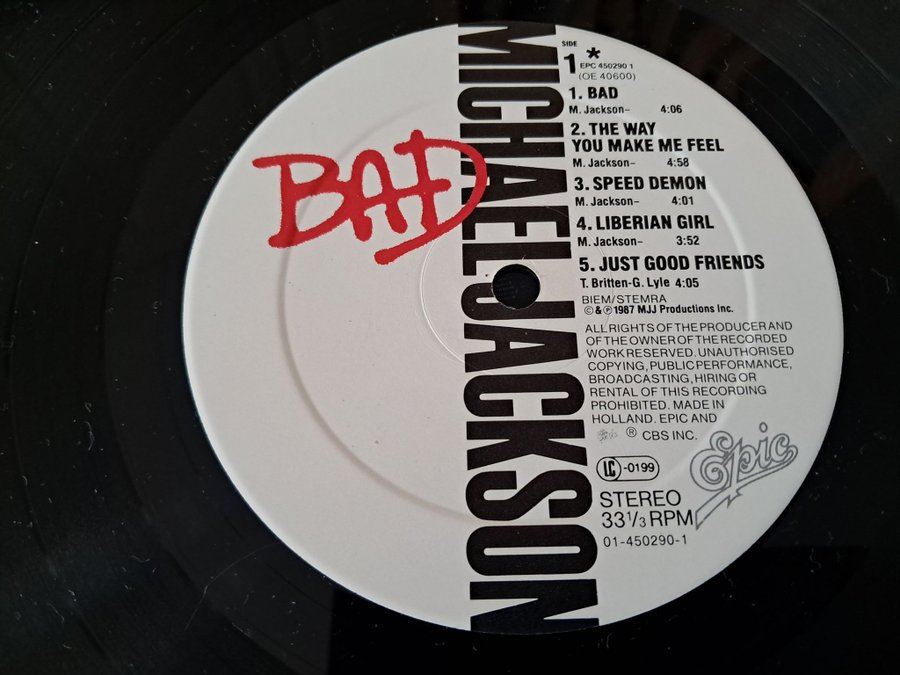 BAD
MICHAEL JACKSON
SIDE
1 *
EPC 450290 1
(OE 40600)
1. BAD
M. Jackson- 4:06
2. THE WAY
YOU MAKE ME FEEL
M. Jackson- 4:58
3. SPEED DEMON
M. Jackson- 4:01
4. LIBERIAN GIRL
M. Jackson- 3:52
5. JUST GOOD FRIENDS
T. Britten-G. Lyle 4:05
BIEM/STEMRA
© & ℗ 1987 MJJ Productions Inc.
ALL RIGHTS OF THE PRODUCER AND
OF THE OWNER OF THE RECORDED
WORK RESERVED. UNAUTHORISED
COPYING, PUBLIC PERFORMANCE,
BROADCASTING, HIRING OR
RENTAL OF THIS RECORDING
PROHIBITED. MADE IN
HOLLAND. EPIC AND
® CBS INC.
LC -0199
Epic
STEREO
33 1/3 RPM
01-450290-1